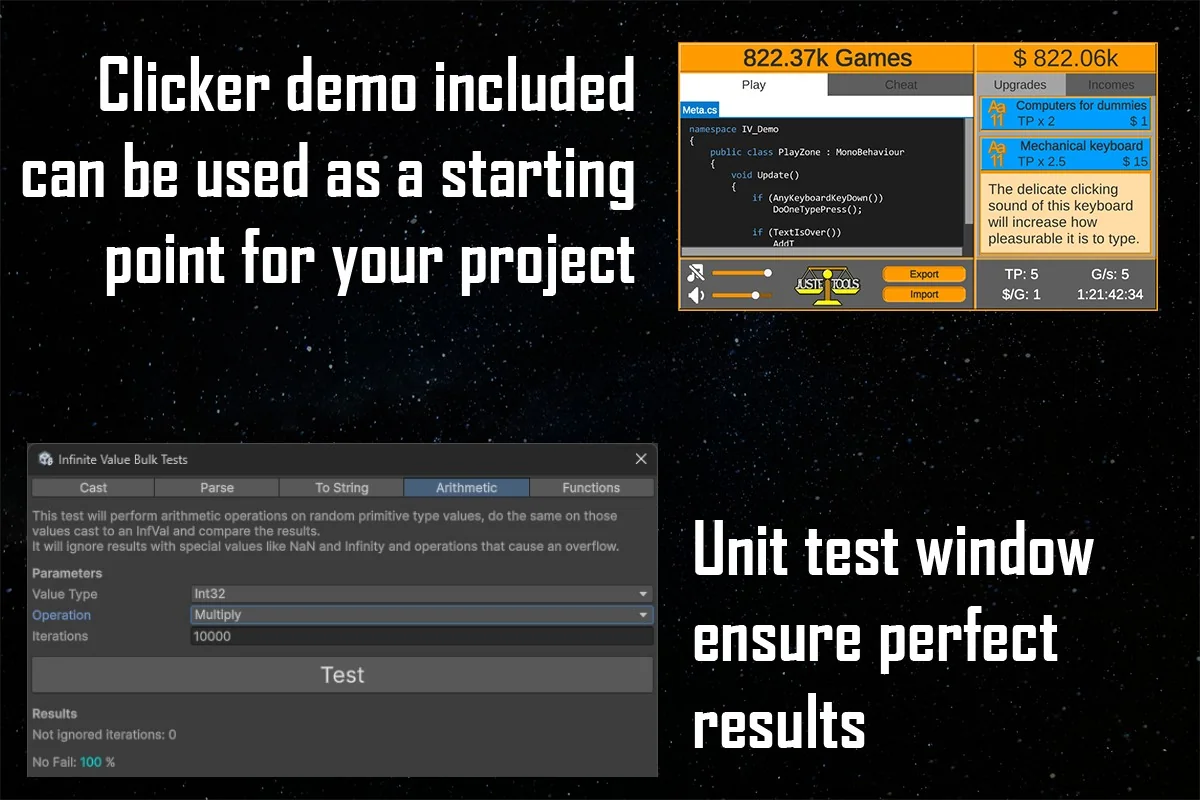 Clicker demo included
can be used as a starting
point for your project
822.37k Games
$ 822.06k
Play
Cheat
Upgrades
Incomes
Meta.cs
namespace IV_Demo
{
public class PlayZone : MonoBehaviour
{
void Update()
{
if (AnyKeyboardKeyDown())
DoOneTypePress();
if (TextIsOver())
AddT
Aa
11
Computers for dummies
TP x 2
$ 1
Aa
11
Mechanical keyboard
TP x 2.5
$ 15
The delicate clicking
sound of this keyboard
will increase how
pleasurable it is to type.
JUSTE TOOLS
Export
Import
TP: 5
G/s: 5
$/G: 1
1:21:42:34
Infinite Value Bulk Tests
Cast
Parse
To String
Arithmetic
Functions
This test will perform arithmetic operations on random primitive type values, do the same on those
values cast to an InfVal and compare the results.
It will ignore results with special values like NaN and Infinity and operations that cause an overflow.
Parameters
Value Type
Int32
Operation
Multiply
Iterations
10000
Test
Results
Not ignored iterations: 0
No Fail: 100 %
Unit test window
ensure perfect
results